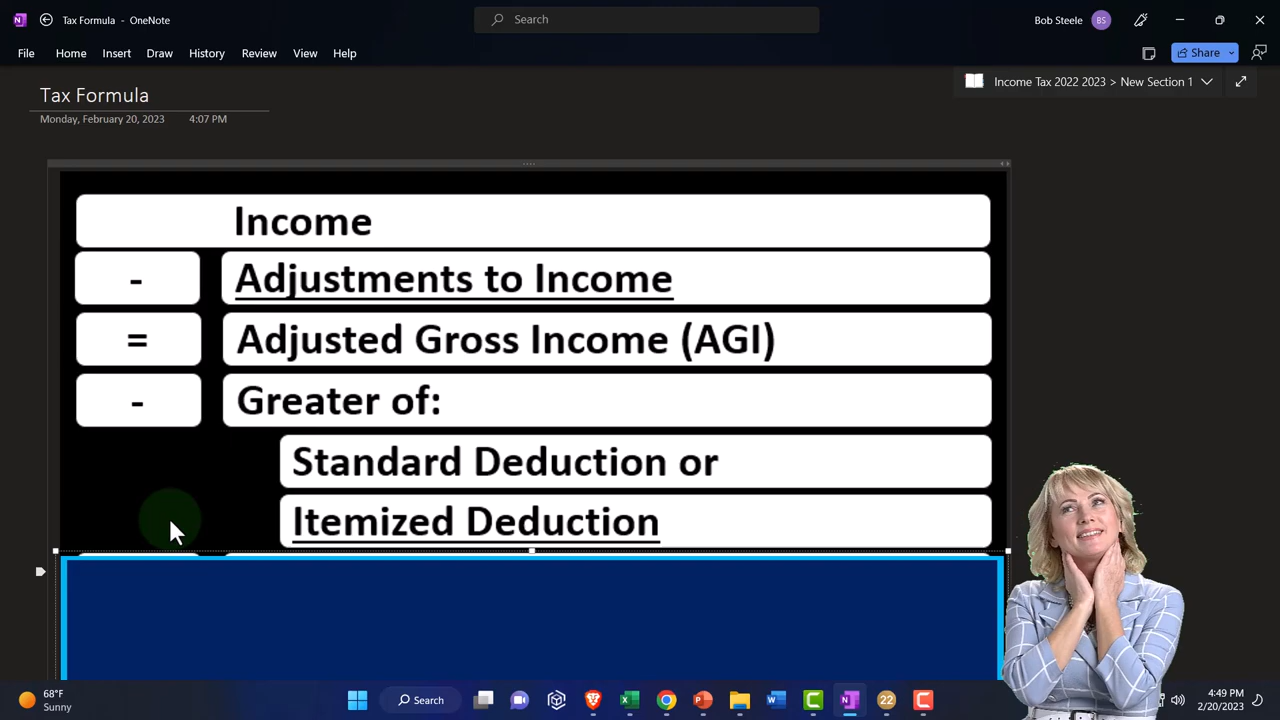 Tax Formula - OneNote
Search
Bob Steele
BS
File
Home
Insert
Draw
History
Review
View
Help
Share
Tax Formula
Income Tax 2022 2023 > New Section 1
Monday, February 20, 2023
4:07 PM
Income
- Adjustments to Income
= Adjusted Gross Income (AGI)
- Greater of:
Standard Deduction or
Itemized Deduction
68°F
Sunny
Search
22
4:49 PM
2/20/2023